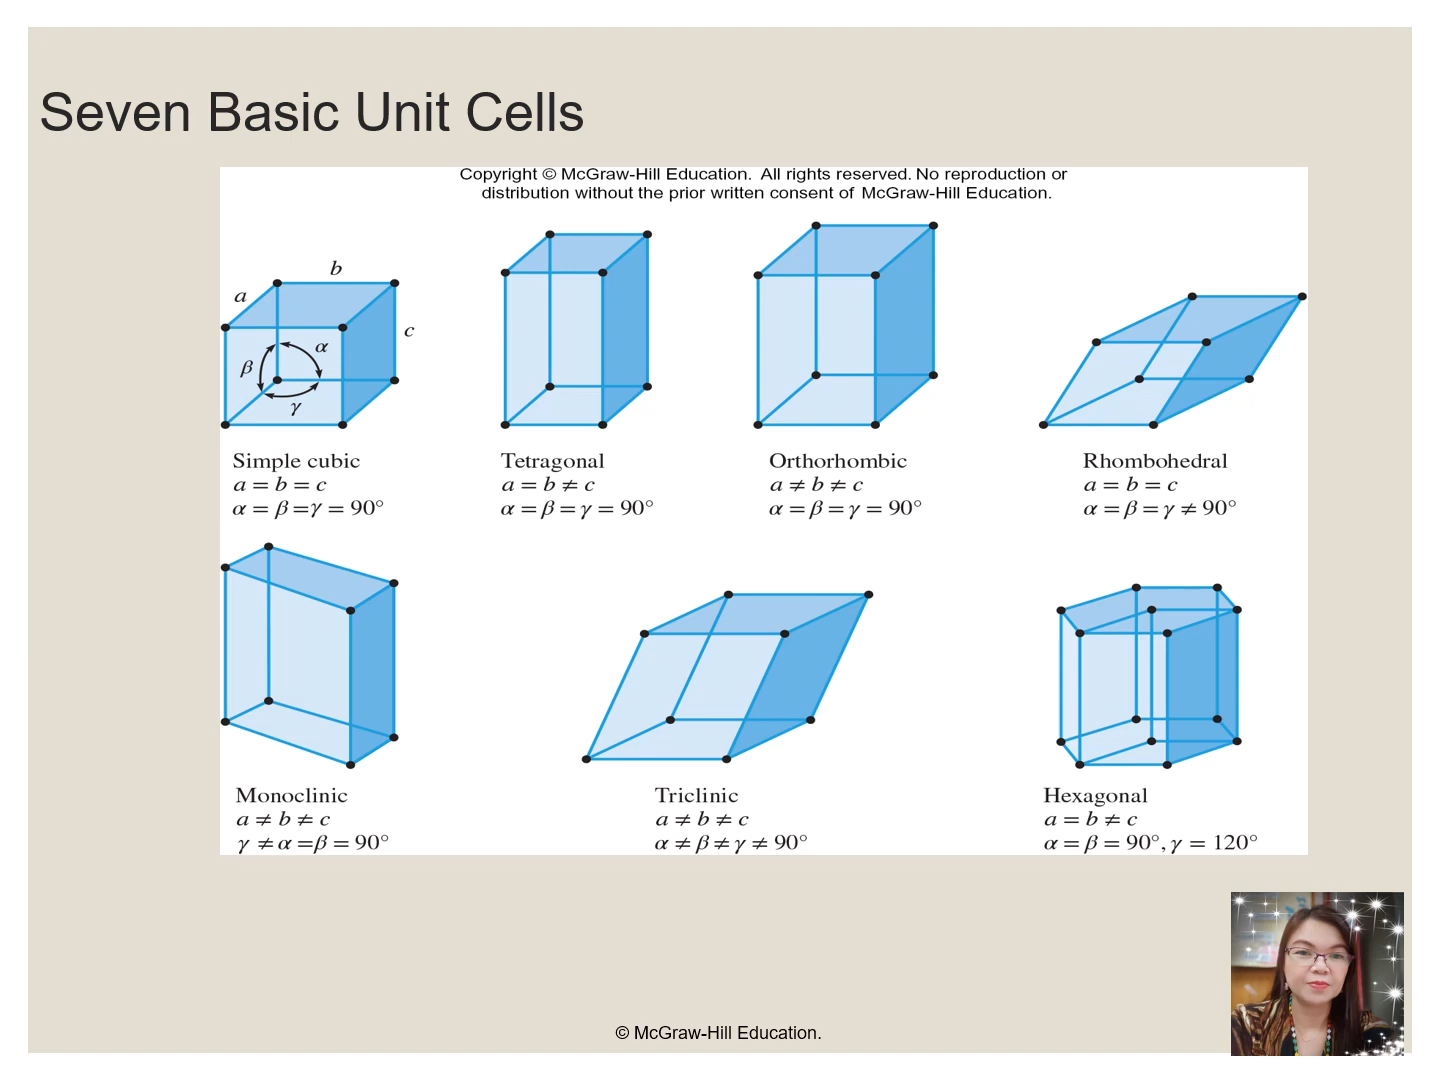 Seven Basic Unit Cells
Copyright © McGraw-Hill Education. All rights reserved. No reproduction or
distribution without the prior written consent of McGraw-Hill Education.
b
a
c
α
β
γ
Simple cubic
a = b = c
α = β =γ = 90°
Tetragonal
a = b ≠ c
α = β = γ = 90°
Orthorhombic
a ≠ b ≠ c
α = β = γ = 90°
Rhombohedral
a = b = c
α = β = γ ≠ 90°
Monoclinic
a ≠ b ≠ c
γ ≠ α =β = 90°
Triclinic
a ≠ b ≠ c
α ≠ β ≠ γ ≠ 90°
Hexagonal
a = b ≠ c
α = β = 90°, γ = 120°
© McGraw-Hill Education.